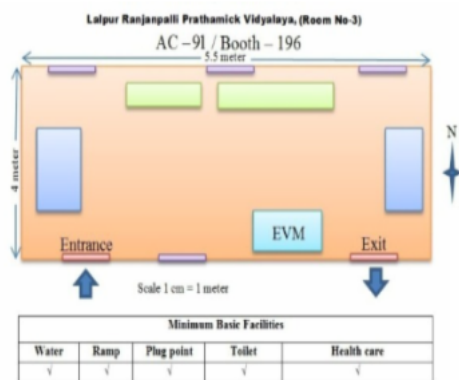 Lalpur Ranjanpalli Prathamick Vidyalaya, (Room No-3)
AC –91 / Booth – 196
5.5 meter
4 meter
N
EVM
Entrance
Exit
Scale 1 cm = 1 meter
Minimum Basic Facilities
Water Ramp Plug point Toilet Health care
√ √ √ √ √